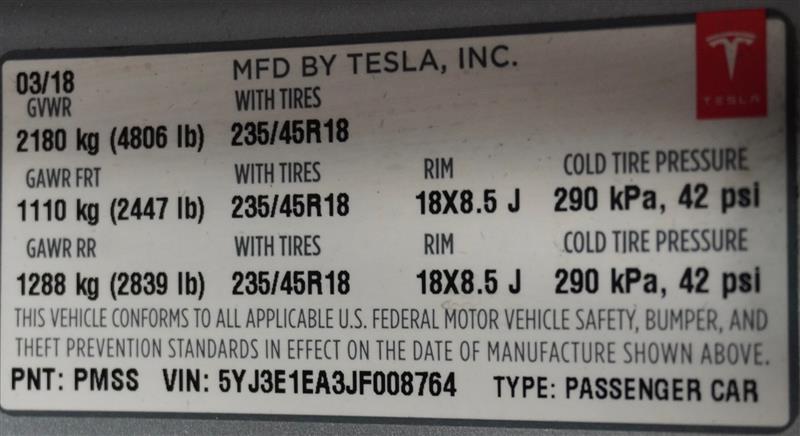 03/18 MFD BY TESLA, INC.
TESLA
GVWR WITH TIRES
2180 kg (4806 lb) 235/45R18
GAWR FRT WITH TIRES RIM COLD TIRE PRESSURE
1110 kg (2447 lb) 235/45R18 18X8.5 J 290 kPa, 42 psi
GAWR RR WITH TIRES RIM COLD TIRE PRESSURE
1288 kg (2839 lb) 235/45R18 18X8.5 J 290 kPa, 42 psi
THIS VEHICLE CONFORMS TO ALL APPLICABLE U.S. FEDERAL MOTOR VEHICLE SAFETY, BUMPER, AND
THEFT PREVENTION STANDARDS IN EFFECT ON THE DATE OF MANUFACTURE SHOWN ABOVE.
PNT: PMSS VIN: 5YJ3E1EA3JF008764 TYPE: PASSENGER CAR